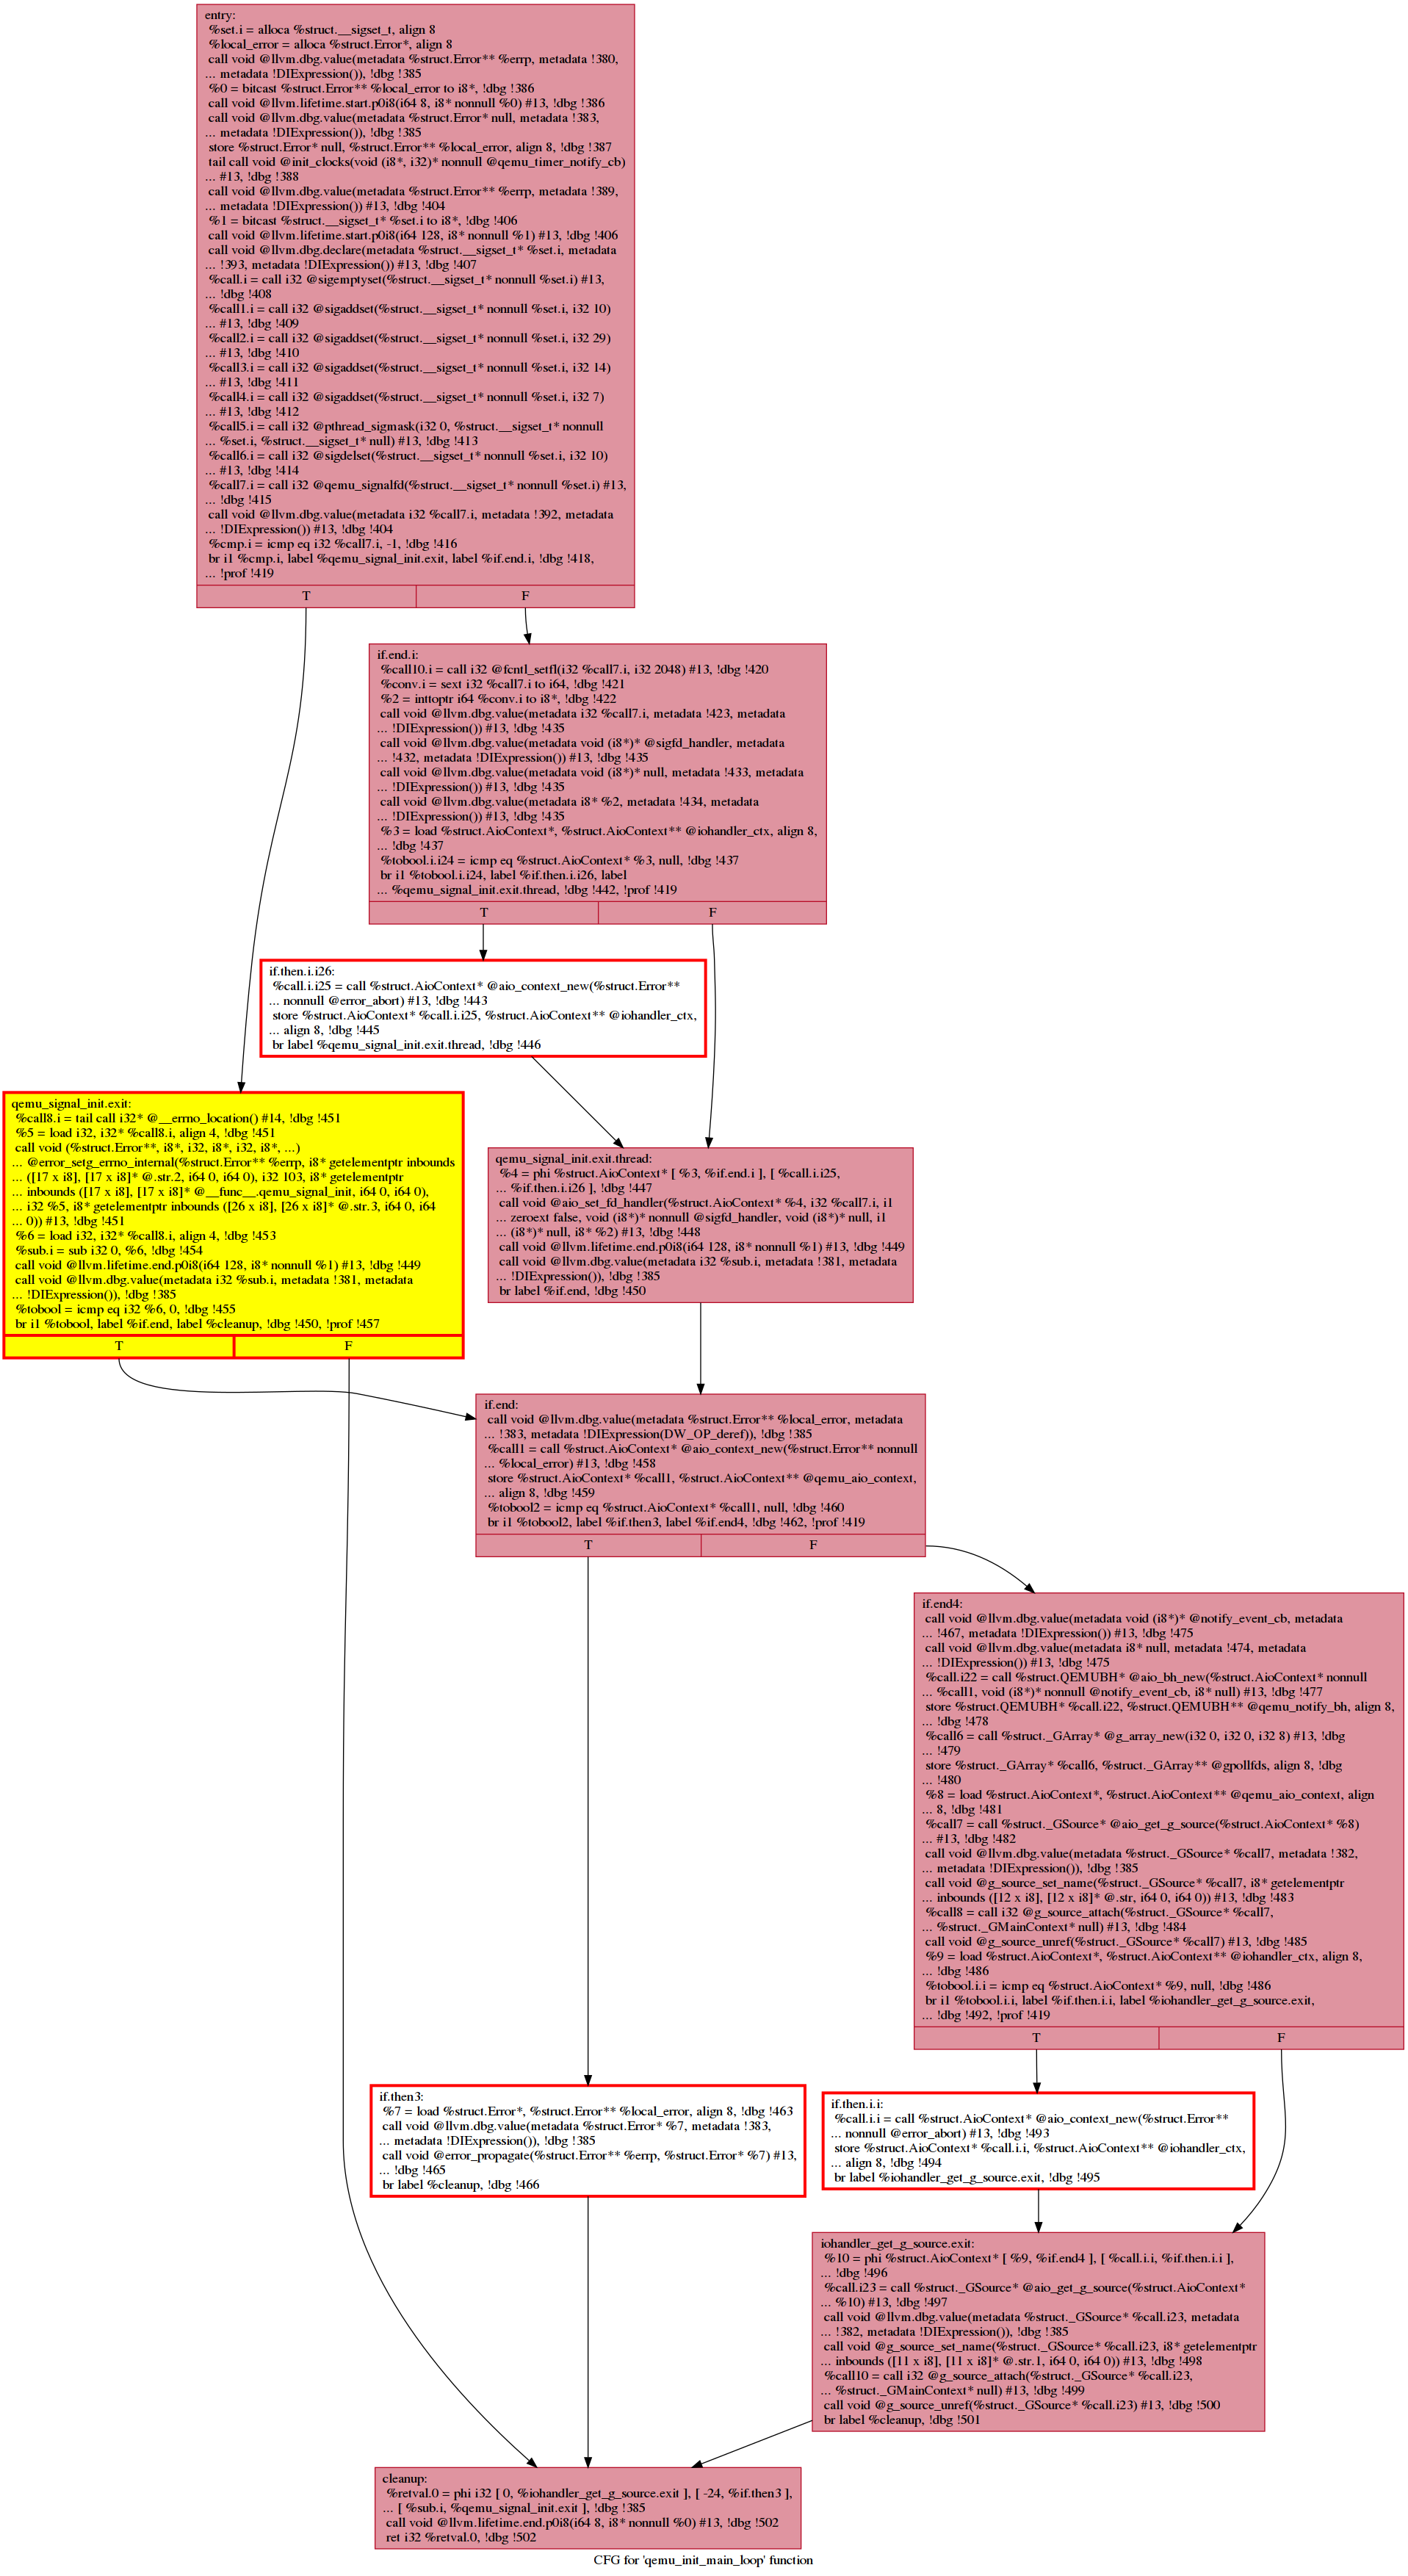 entry:
%set.i = alloca %struct.__sigset_t, align 8
%local_error = alloca %struct.Error*, align 8
call void @llvm.dbg.value(metadata %struct.Error** %errp, metadata !380,
... metadata !DIExpression()), !dbg !385
%0 = bitcast %struct.Error** %local_error to i8*, !dbg !386
call void @llvm.lifetime.start.p0i8(i64 8, i8* nonnull %0) #13, !dbg !386
call void @llvm.dbg.value(metadata %struct.Error* null, metadata !383,
... metadata !DIExpression()), !dbg !385
store %struct.Error* null, %struct.Error** %local_error, align 8, !dbg !387
tail call void @init_clocks(void (i8*, i32)* nonnull @qemu_timer_notify_cb)
... #13, !dbg !388
call void @llvm.dbg.value(metadata %struct.Error** %errp, metadata !389,
... metadata !DIExpression()) #13, !dbg !404
%1 = bitcast %struct.__sigset_t* %set.i to i8*, !dbg !406
call void @llvm.lifetime.start.p0i8(i64 128, i8* nonnull %1) #13, !dbg !406
call void @llvm.dbg.declare(metadata %struct.__sigset_t* %set.i, metadata
... !393, metadata !DIExpression()) #13, !dbg !407
%call.i = call i32 @sigemptyset(%struct.__sigset_t* nonnull %set.i) #13,
... !dbg !408
%call1.i = call i32 @sigaddset(%struct.__sigset_t* nonnull %set.i, i32 10)
... #13, !dbg !409
%call2.i = call i32 @sigaddset(%struct.__sigset_t* nonnull %set.i, i32 29)
... #13, !dbg !410
%call3.i = call i32 @sigaddset(%struct.__sigset_t* nonnull %set.i, i32 14)
... #13, !dbg !411
%call4.i = call i32 @sigaddset(%struct.__sigset_t* nonnull %set.i, i32 7)
... #13, !dbg !412
%call5.i = call i32 @pthread_sigmask(i32 0, %struct.__sigset_t* nonnull
... %set.i, %struct.__sigset_t* null) #13, !dbg !413
%call6.i = call i32 @sigdelset(%struct.__sigset_t* nonnull %set.i, i32 10)
... #13, !dbg !414
%call7.i = call i32 @qemu_signalfd(%struct.__sigset_t* nonnull %set.i) #13,
... !dbg !415
call void @llvm.dbg.value(metadata i32 %call7.i, metadata !392, metadata
... !DIExpression()) #13, !dbg !404
%cmp.i = icmp eq i32 %call7.i, -1, !dbg !416
br i1 %cmp.i, label %qemu_signal_init.exit, label %if.end.i, !dbg !418,
... !prof !419
T F
if.end.i:
%call10.i = call i32 @fcntl_setfl(i32 %call7.i, i32 2048) #13, !dbg !420
%conv.i = sext i32 %call7.i to i64, !dbg !421
%2 = inttoptr i64 %conv.i to i8*, !dbg !422
call void @llvm.dbg.value(metadata i32 %call7.i, metadata !423, metadata
... !DIExpression()) #13, !dbg !435
call void @llvm.dbg.value(metadata void (i8*)* @sigfd_handler, metadata
... !432, metadata !DIExpression()) #13, !dbg !435
call void @llvm.dbg.value(metadata void (i8*)* null, metadata !433, metadata
... !DIExpression()) #13, !dbg !435
call void @llvm.dbg.value(metadata i8* %2, metadata !434, metadata
... !DIExpression()) #13, !dbg !435
%3 = load %struct.AioContext*, %struct.AioContext** @iohandler_ctx, align 8,
... !dbg !437
%tobool.i.i24 = icmp eq %struct.AioContext* %3, null, !dbg !437
br i1 %tobool.i.i24, label %if.then.i.i26, label
... %qemu_signal_init.exit.thread, !dbg !442, !prof !419
T F
if.then.i.i26:
%call.i.i25 = call %struct.AioContext* @aio_context_new(%struct.Error**
... nonnull @error_abort) #13, !dbg !443
store %struct.AioContext* %call.i.i25, %struct.AioContext** @iohandler_ctx,
... align 8, !dbg !445
br label %qemu_signal_init.exit.thread, !dbg !446
qemu_signal_init.exit:
%call8.i = tail call i32* @__errno_location() #14, !dbg !451
%5 = load i32, i32* %call8.i, align 4, !dbg !451
call void (%struct.Error**, i8*, i32, i8*, i32, i8*, ...)
... @error_setg_errno_internal(%struct.Error** %errp, i8* getelementptr inbounds
... ([17 x i8], [17 x i8]* @.str.2, i64 0, i64 0), i32 103, i8* getelementptr
... inbounds ([17 x i8], [17 x i8]* @__func__.qemu_signal_init, i64 0, i64 0),
... i32 %5, i8* getelementptr inbounds ([26 x i8], [26 x i8]* @.str.3, i64 0, i64
... 0)) #13, !dbg !451
%6 = load i32, i32* %call8.i, align 4, !dbg !453
%sub.i = sub i32 0, %6, !dbg !454
call void @llvm.lifetime.end.p0i8(i64 128, i8* nonnull %1) #13, !dbg !449
call void @llvm.dbg.value(metadata i32 %sub.i, metadata !381, metadata
... !DIExpression()), !dbg !385
%tobool = icmp eq i32 %6, 0, !dbg !455
br i1 %tobool, label %if.end, label %cleanup, !dbg !450, !prof !457
T F
qemu_signal_init.exit.thread:
%4 = phi %struct.AioContext* [ %3, %if.end.i ], [ %call.i.i25,
... %if.then.i.i26 ], !dbg !447
call void @aio_set_fd_handler(%struct.AioContext* %4, i32 %call7.i, i1
... zeroext false, void (i8*)* nonnull @sigfd_handler, void (i8*)* null, i1
... (i8*)* null, i8* %2) #13, !dbg !448
call void @llvm.lifetime.end.p0i8(i64 128, i8* nonnull %1) #13, !dbg !449
call void @llvm.dbg.value(metadata i32 %sub.i, metadata !381, metadata
... !DIExpression()), !dbg !385
br label %if.end, !dbg !450
if.end:
call void @llvm.dbg.value(metadata %struct.Error** %local_error, metadata
... !383, metadata !DIExpression(DW_OP_deref)), !dbg !385
%call1 = call %struct.AioContext* @aio_context_new(%struct.Error** nonnull
... %local_error) #13, !dbg !458
store %struct.AioContext* %call1, %struct.AioContext** @qemu_aio_context,
... align 8, !dbg !459
%tobool2 = icmp eq %struct.AioContext* %call1, null, !dbg !460
br i1 %tobool2, label %if.then3, label %if.end4, !dbg !462, !prof !419
T F
if.end4:
call void @llvm.dbg.value(metadata void (i8*)* @notify_event_cb, metadata
... !467, metadata !DIExpression()) #13, !dbg !475
call void @llvm.dbg.value(metadata i8* null, metadata !474, metadata
... !DIExpression()) #13, !dbg !475
%call.i22 = call %struct.QEMUBH* @aio_bh_new(%struct.AioContext* nonnull
... %call1, void (i8*)* nonnull @notify_event_cb, i8* null) #13, !dbg !477
store %struct.QEMUBH* %call.i22, %struct.QEMUBH** @qemu_notify_bh, align 8,
... !dbg !478
%call6 = call %struct._GArray* @g_array_new(i32 0, i32 0, i32 8) #13, !dbg
... !479
store %struct._GArray* %call6, %struct._GArray** @gpollfds, align 8, !dbg
... !480
%8 = load %struct.AioContext*, %struct.AioContext** @qemu_aio_context, align
... 8, !dbg !481
%call7 = call %struct._GSource* @aio_get_g_source(%struct.AioContext* %8)
... #13, !dbg !482
call void @llvm.dbg.value(metadata %struct._GSource* %call7, metadata !382,
... metadata !DIExpression()), !dbg !385
call void @g_source_set_name(%struct._GSource* %call7, i8* getelementptr
... inbounds ([12 x i8], [12 x i8]* @.str, i64 0, i64 0)) #13, !dbg !483
%call8 = call i32 @g_source_attach(%struct._GSource* %call7,
... %struct._GMainContext* null) #13, !dbg !484
call void @g_source_unref(%struct._GSource* %call7) #13, !dbg !485
%9 = load %struct.AioContext*, %struct.AioContext** @iohandler_ctx, align 8,
... !dbg !486
%tobool.i.i = icmp eq %struct.AioContext* %9, null, !dbg !486
br i1 %tobool.i.i, label %if.then.i.i, label %iohandler_get_g_source.exit,
... !dbg !492, !prof !419
T F
if.then3:
%7 = load %struct.Error*, %struct.Error** %local_error, align 8, !dbg !463
call void @llvm.dbg.value(metadata %struct.Error* %7, metadata !383,
... metadata !DIExpression()), !dbg !385
call void @error_propagate(%struct.Error** %errp, %struct.Error* %7) #13,
... !dbg !465
br label %cleanup, !dbg !466
if.then.i.i:
%call.i.i = call %struct.AioContext* @aio_context_new(%struct.Error**
... nonnull @error_abort) #13, !dbg !493
store %struct.AioContext* %call.i.i, %struct.AioContext** @iohandler_ctx,
... align 8, !dbg !494
br label %iohandler_get_g_source.exit, !dbg !495
iohandler_get_g_source.exit:
%10 = phi %struct.AioContext* [ %9, %if.end4 ], [ %call.i.i, %if.then.i.i ],
... !dbg !496
%call.i23 = call %struct._GSource* @aio_get_g_source(%struct.AioContext*
... %10) #13, !dbg !497
call void @llvm.dbg.value(metadata %struct._GSource* %call.i23, metadata
... !382, metadata !DIExpression()), !dbg !385
call void @g_source_set_name(%struct._GSource* %call.i23, i8* getelementptr
... inbounds ([11 x i8], [11 x i8]* @.str.1, i64 0, i64 0)) #13, !dbg !498
%call10 = call i32 @g_source_attach(%struct._GSource* %call.i23,
... %struct._GMainContext* null) #13, !dbg !499
call void @g_source_unref(%struct._GSource* %call.i23) #13, !dbg !500
br label %cleanup, !dbg !501
cleanup:
%retval.0 = phi i32 [ 0, %iohandler_get_g_source.exit ], [ -24, %if.then3 ],
... [ %sub.i, %qemu_signal_init.exit ], !dbg !385
call void @llvm.lifetime.end.p0i8(i64 8, i8* nonnull %0) #13, !dbg !502
ret i32 %retval.0, !dbg !502
CFG for 'qemu_init_main_loop' function